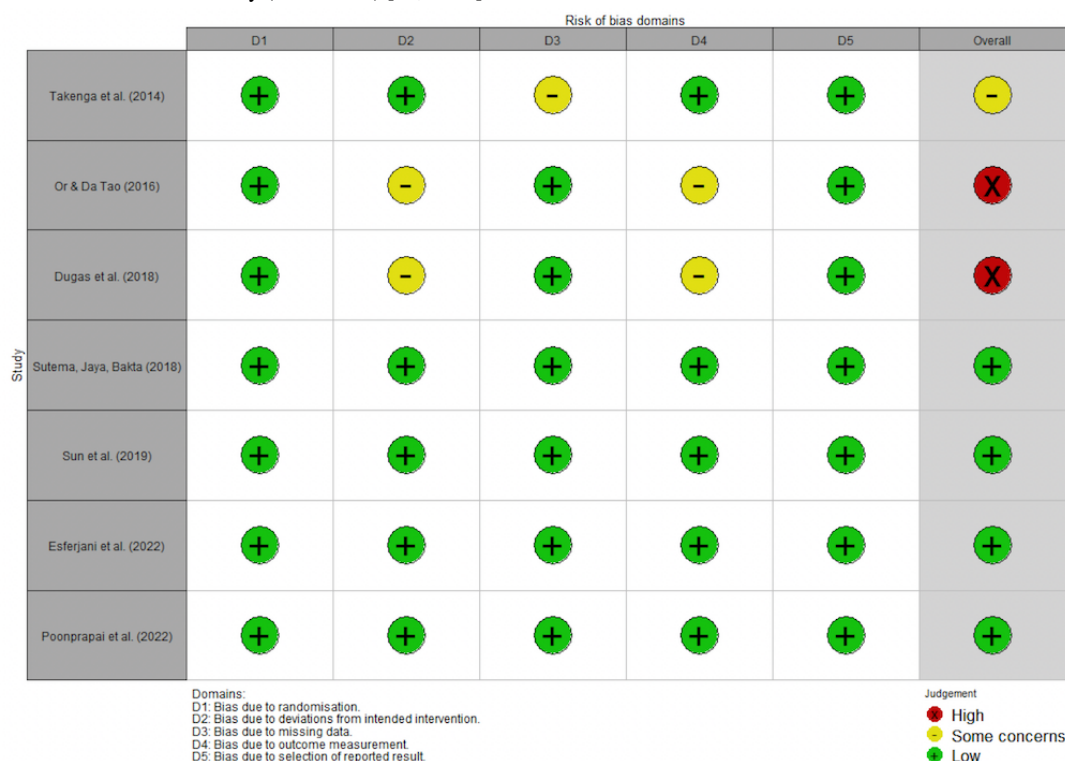 Risk of bias domains
D1 D2 D3 D4 D5 Overall
Study
Takenga et al. (2014) + + - + + -
Or & Da Tao (2016) + - + - + X
Dugas et al. (2018) + - + - + X
Sutema, Jaya, Bakta (2018) + + + + + +
Sun et al. (2019) + + + + + +
Esferjani et al. (2022) + + + + + +
Poonprapai et al. (2022) + + + + + +
Domains:
D1: Bias due to randomisation.
D2: Bias due to deviations from intended intervention.
D3: Bias due to missing data.
D4: Bias due to outcome measurement.
D5: Bias due to selection of reported result.
Judgement
X High
- Some concerns
+ Low